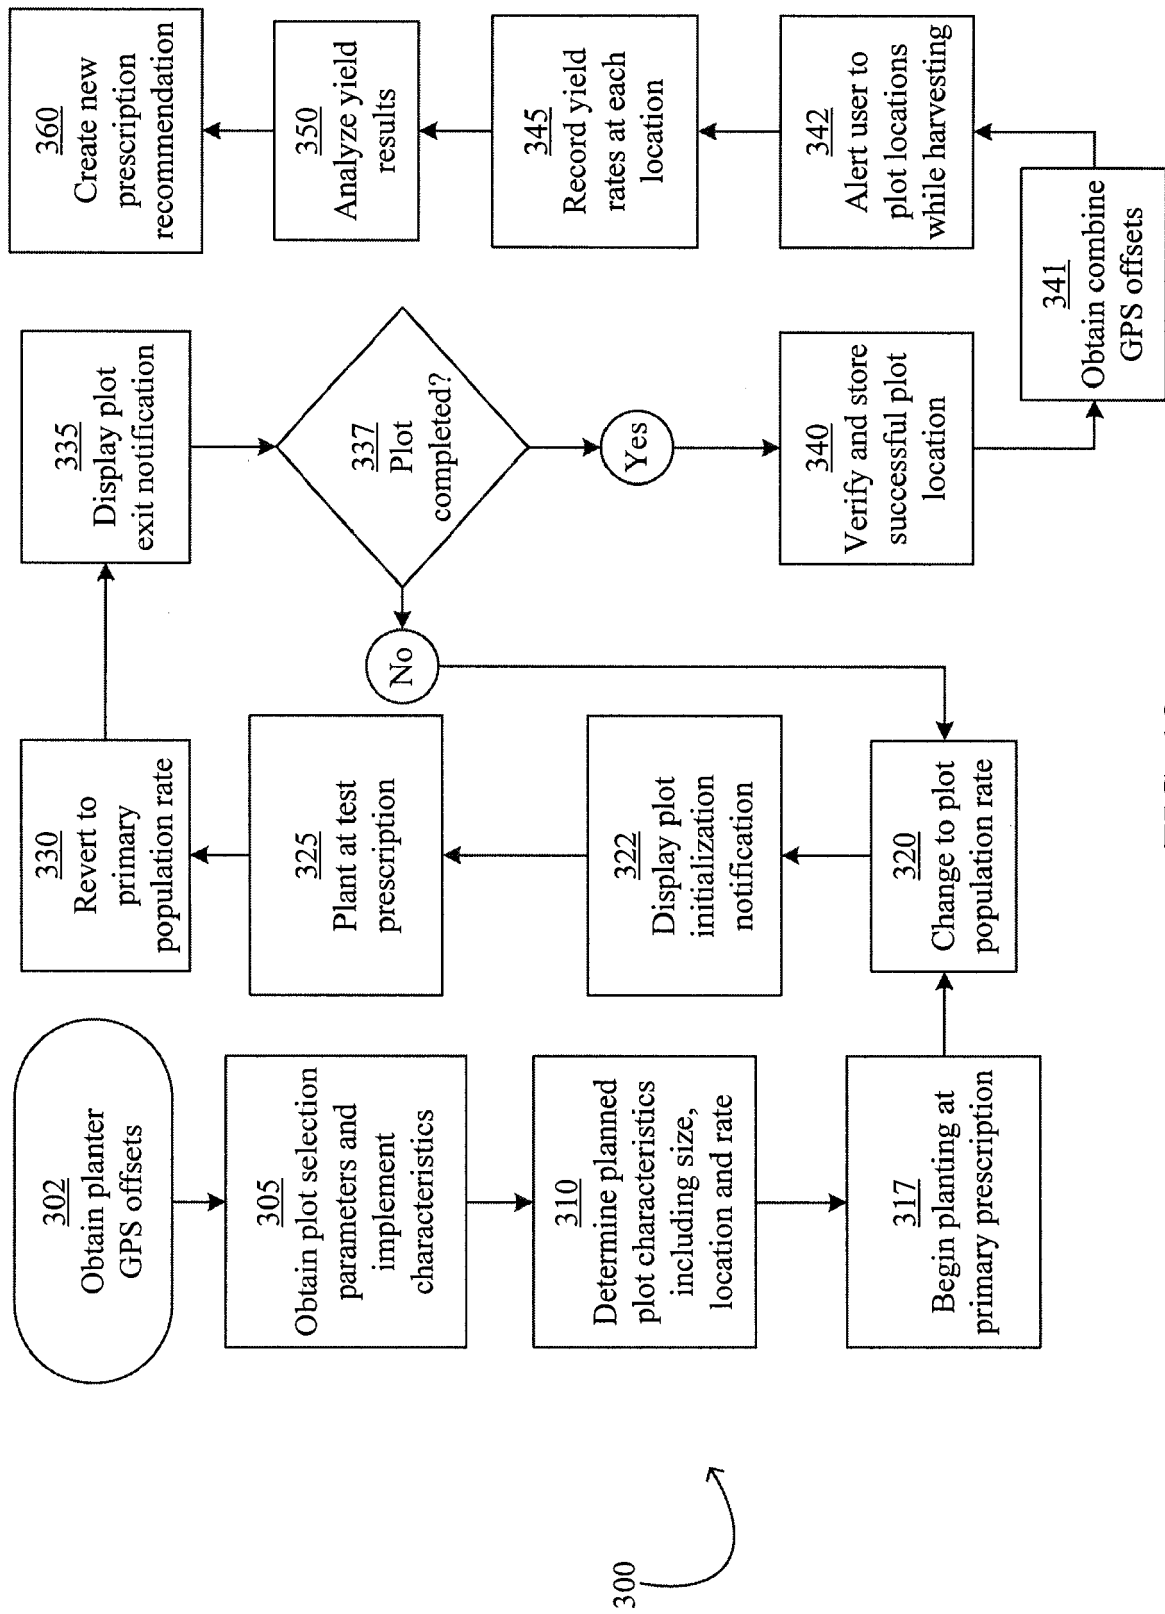 300
302
Obtain planter
GPS offsets
305
Obtain plot selection
parameters and
implement
characteristics
310
Determine planned
plot characteristics
including size,
location and rate
317
Begin planting at
primary prescription
320
Change to plot
population rate
322
Display plot
initialization
notification
325
Plant at test
prescription
330
Revert to
primary
population rate
335
Display plot
exit notification
337
Plot
completed?
No
Yes
340
Verify and store
successful plot
location
341
Obtain combine
GPS offsets
342
Alert user to
plot locations
while harvesting
345
Record yield
rates at each
location
350
Analyze yield
results
360
Create new
prescription
recommendation